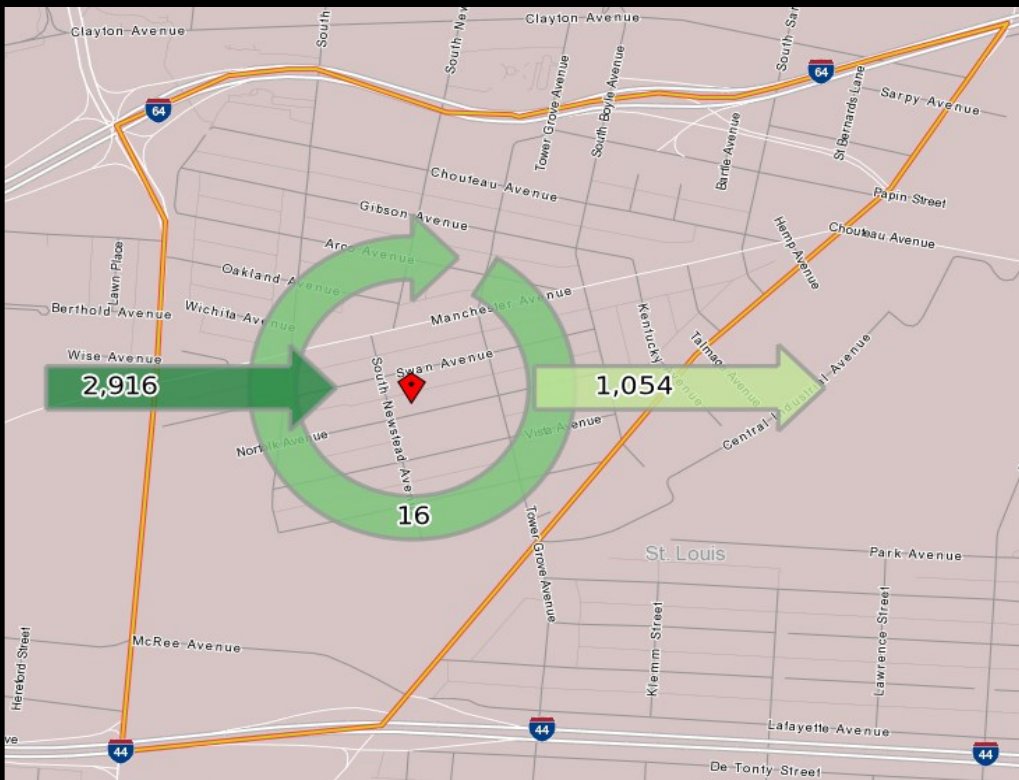 Clayton Avenue
Clayton Avenue
South
South New
South Sar
64
64
Tower Grove Avenue
South Boyle Avenue
St Bernards Lane
Sarpy Avenue
Bartle Avenue
Chouteau Avenue
Papin Street
Gibson Avenue
Chouteau Avenue
Hemp Avenue
Arco Avenue
Oakland Avenue
Lawn Place
Berthold Avenue
Wichita Avenue
Manchester Avenue
Kentucky Avenue
Talmage Avenue
Wise Avenue
Swan Avenue
2,916
1,054
South Newstead Aven
Central Industrial Avenue
Norfolk Avenue
Vista Avenue
16
Tower Grove Avenue
St. Louis
Park Avenue
Klemm Street
Lawrence Street
Hereford Street
McRee Avenue
Lafayette Avenue
ve
44
44
44
De Tonty Street